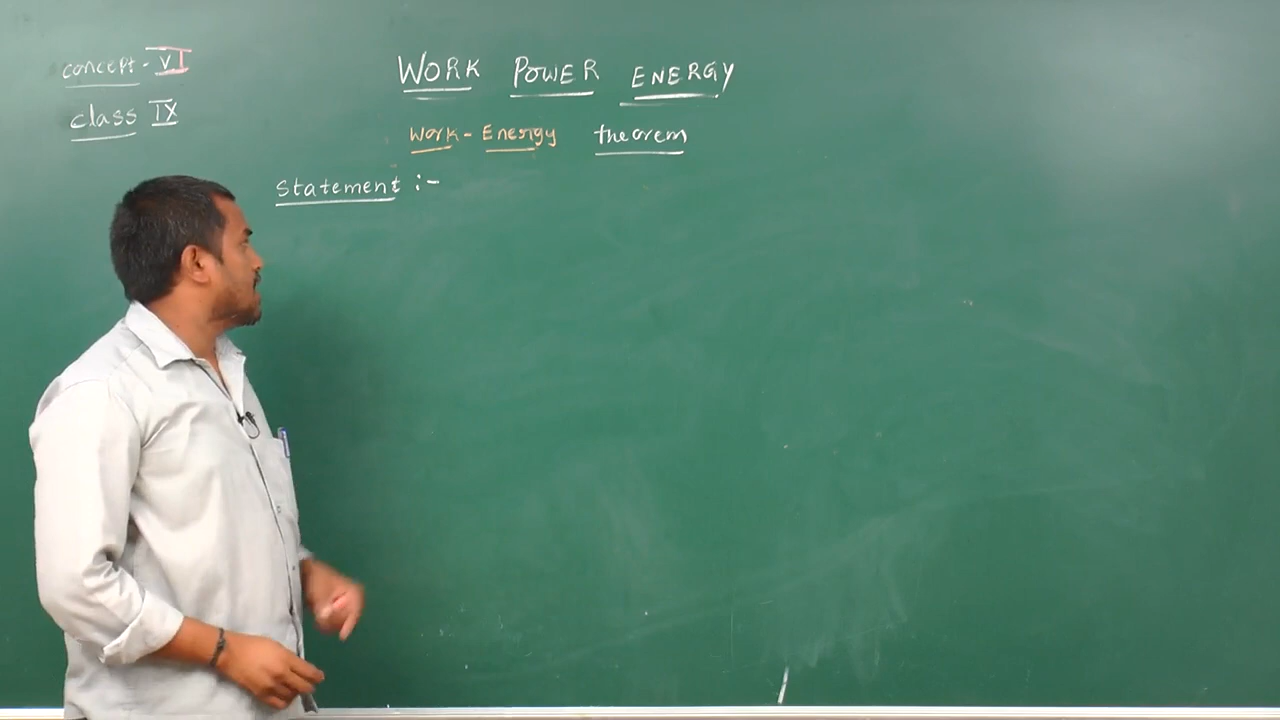 concept - VI
class IX
WORK POWER ENERGY
Work - Energy theorem
Statement :-